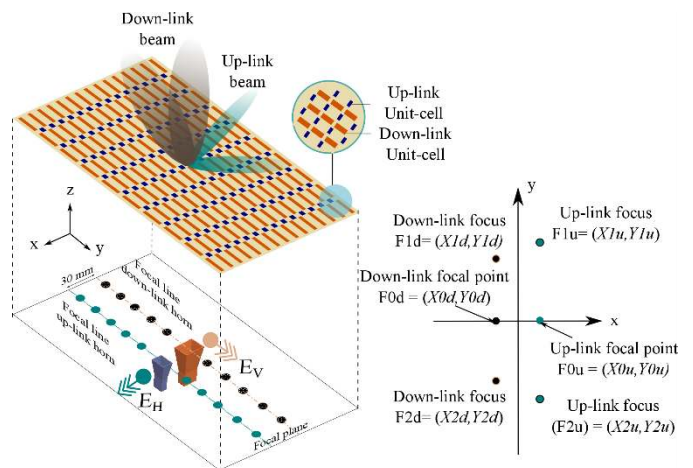 Down-link
beam
Up-link
beam
Up-link
Unit-cell
Down-link
Unit-cell
z
x
y
30 mm
Focal line
down-link horn
Focal line
up-link horn
EV
EH
Focal plane
y
Down-link focus
F1d= (X1d,Y1d)
Up-link focus
F1u= (X1u,Y1u)
Down-link focal point
F0d = (X0d,Y0d)
x
Up-link focal point
F0u = (X0u,Y0u)
Down-link focus
F2d= (X2d,Y2d)
Up-link focus
(F2u) = (X2u,Y2u)